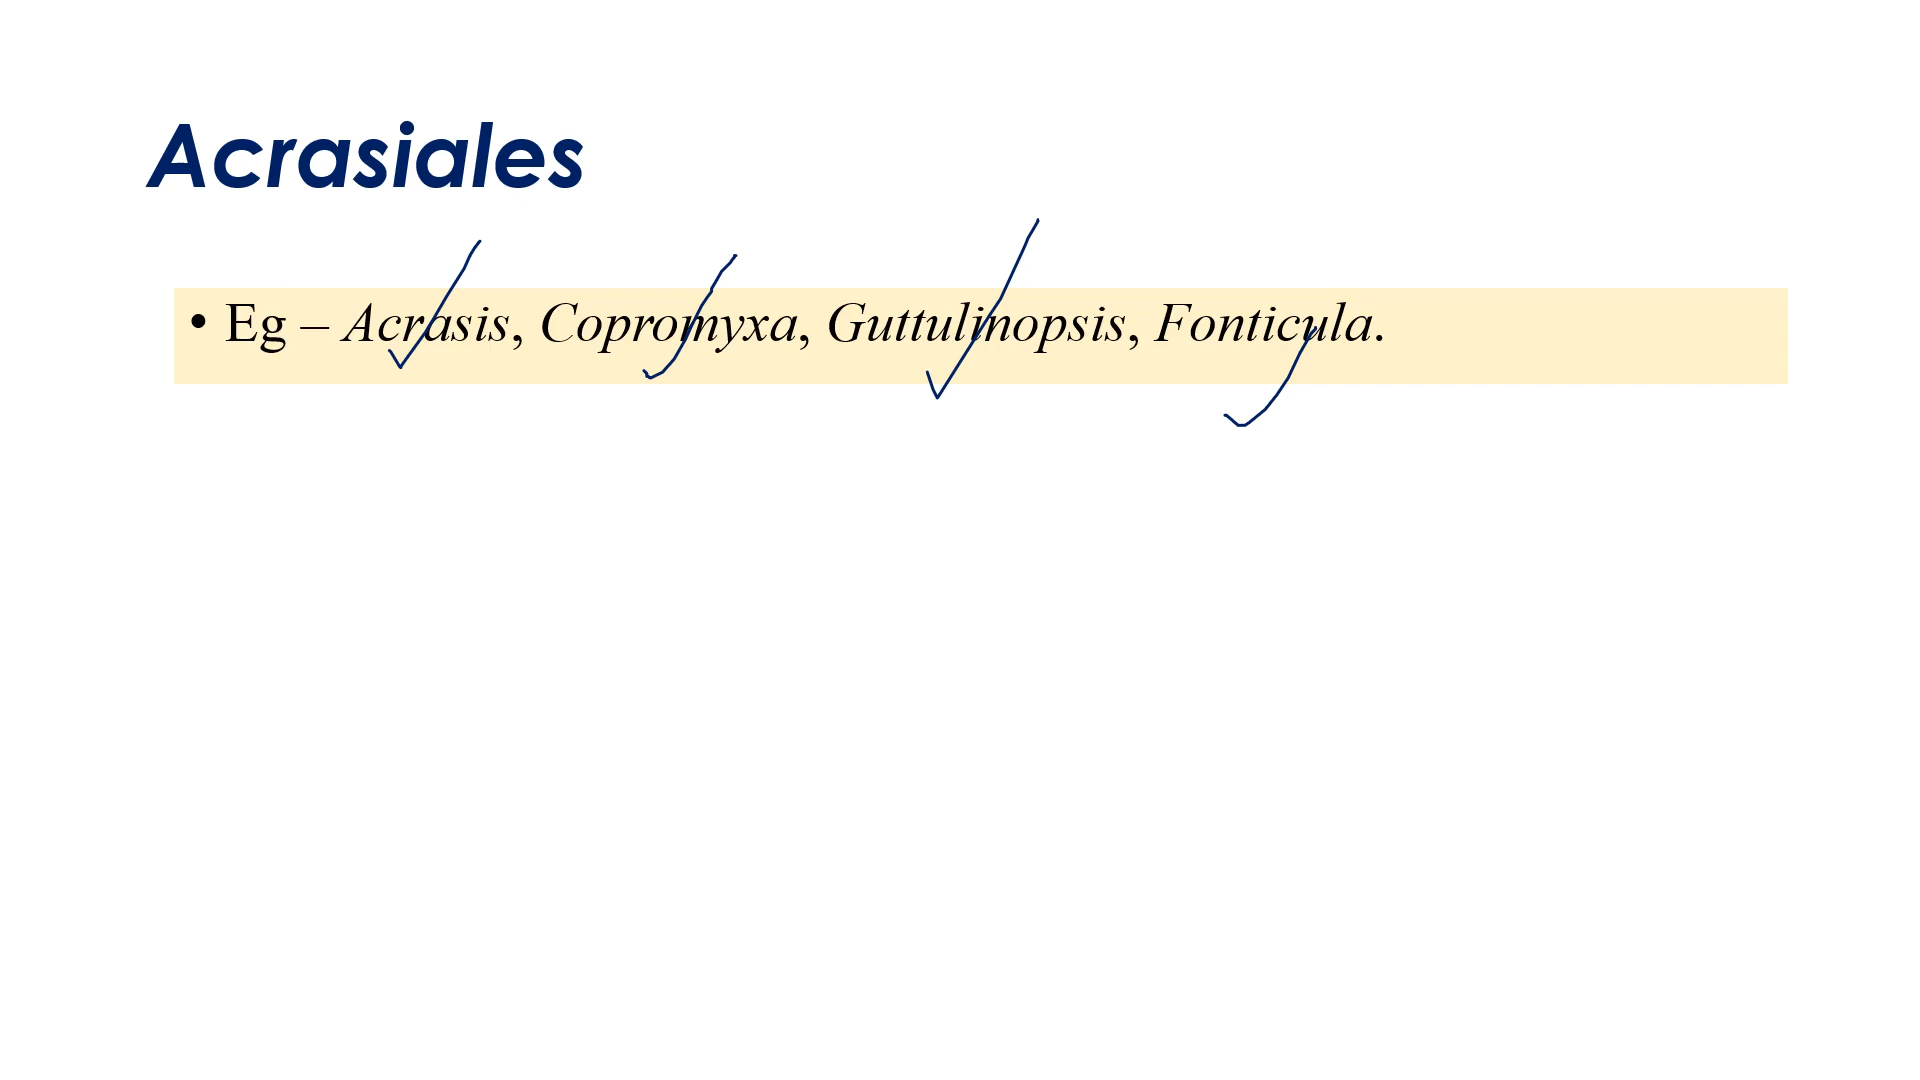 Acrasiales
• Eg – Acrasis, Copromyxa, Guttulinopsis, Fonticula.